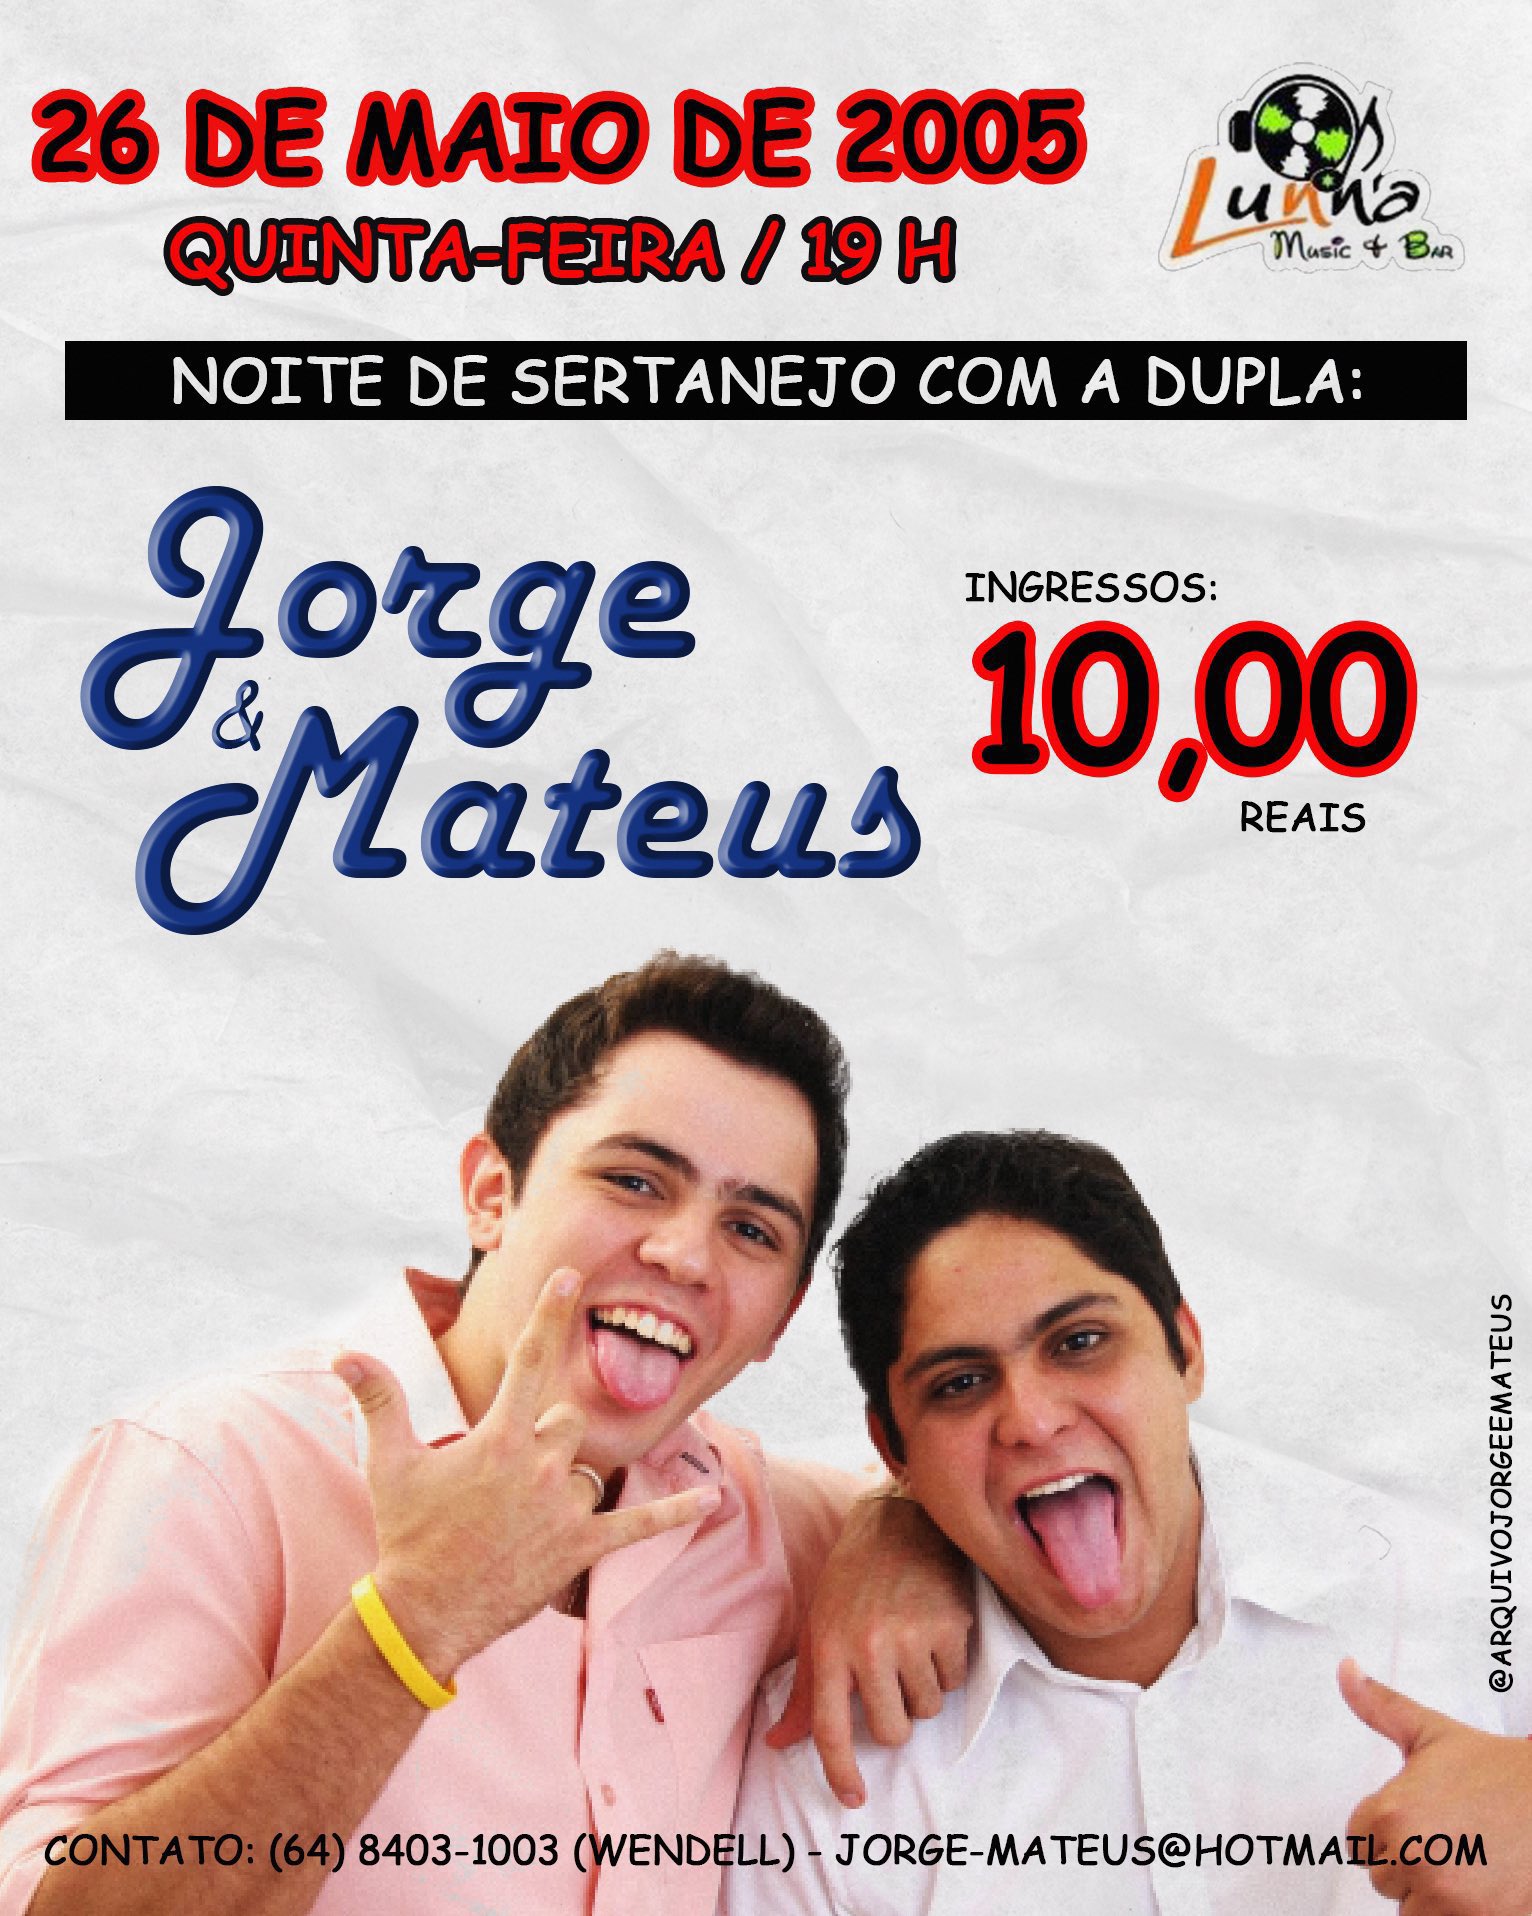 26 DE MAIO DE 2005
QUINTA-FEIRA / 19 H
Lunn'a
Music & Bar
NOITE DE SERTANEJO COM A DUPLA:
Jorge
& Mateus
INGRESSOS:
10,00
REAIS
@ARQUIVOJORGEEMATEUS
CONTATO: (64) 8403-1003 (WENDELL) - JORGE-MATEUS@HOTMAIL.COM